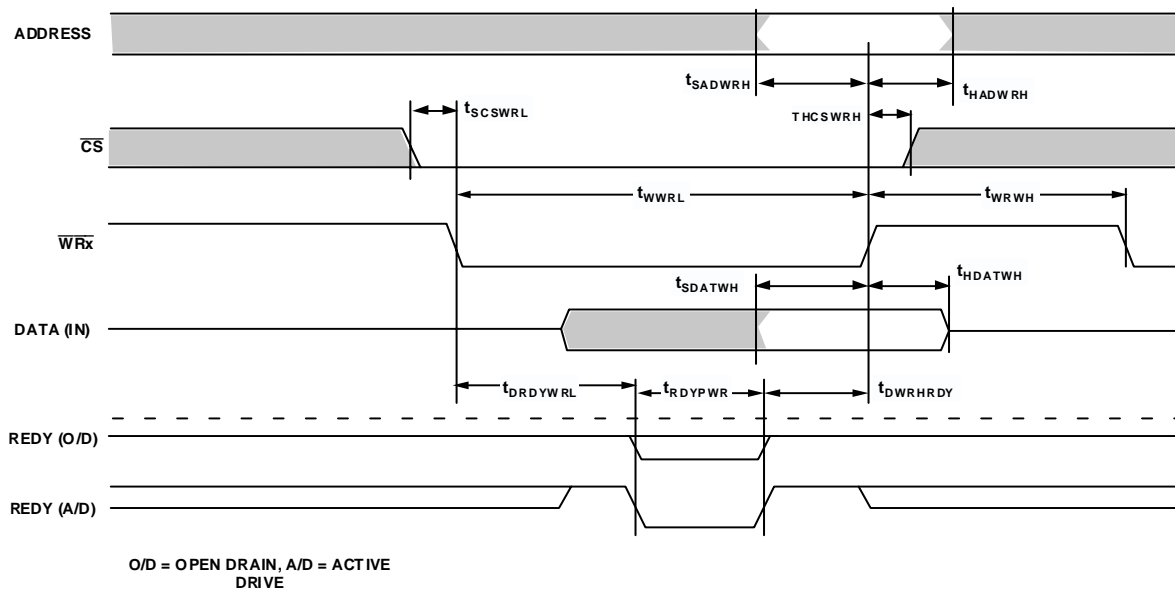 ADDRESS
tSADWRH
tHADWRH
tSCSWRL
THCSWRH
CS
tWWRL
tWRWH
WRx
tSDATWH
tHDATWH
DATA (IN)
tDRDYWRL
tRDYPWR
tDWRHRDY
REDY (O/D)
REDY (A/D)
O/D = OPEN DRAIN, A/D = ACTIVE
DRIVE